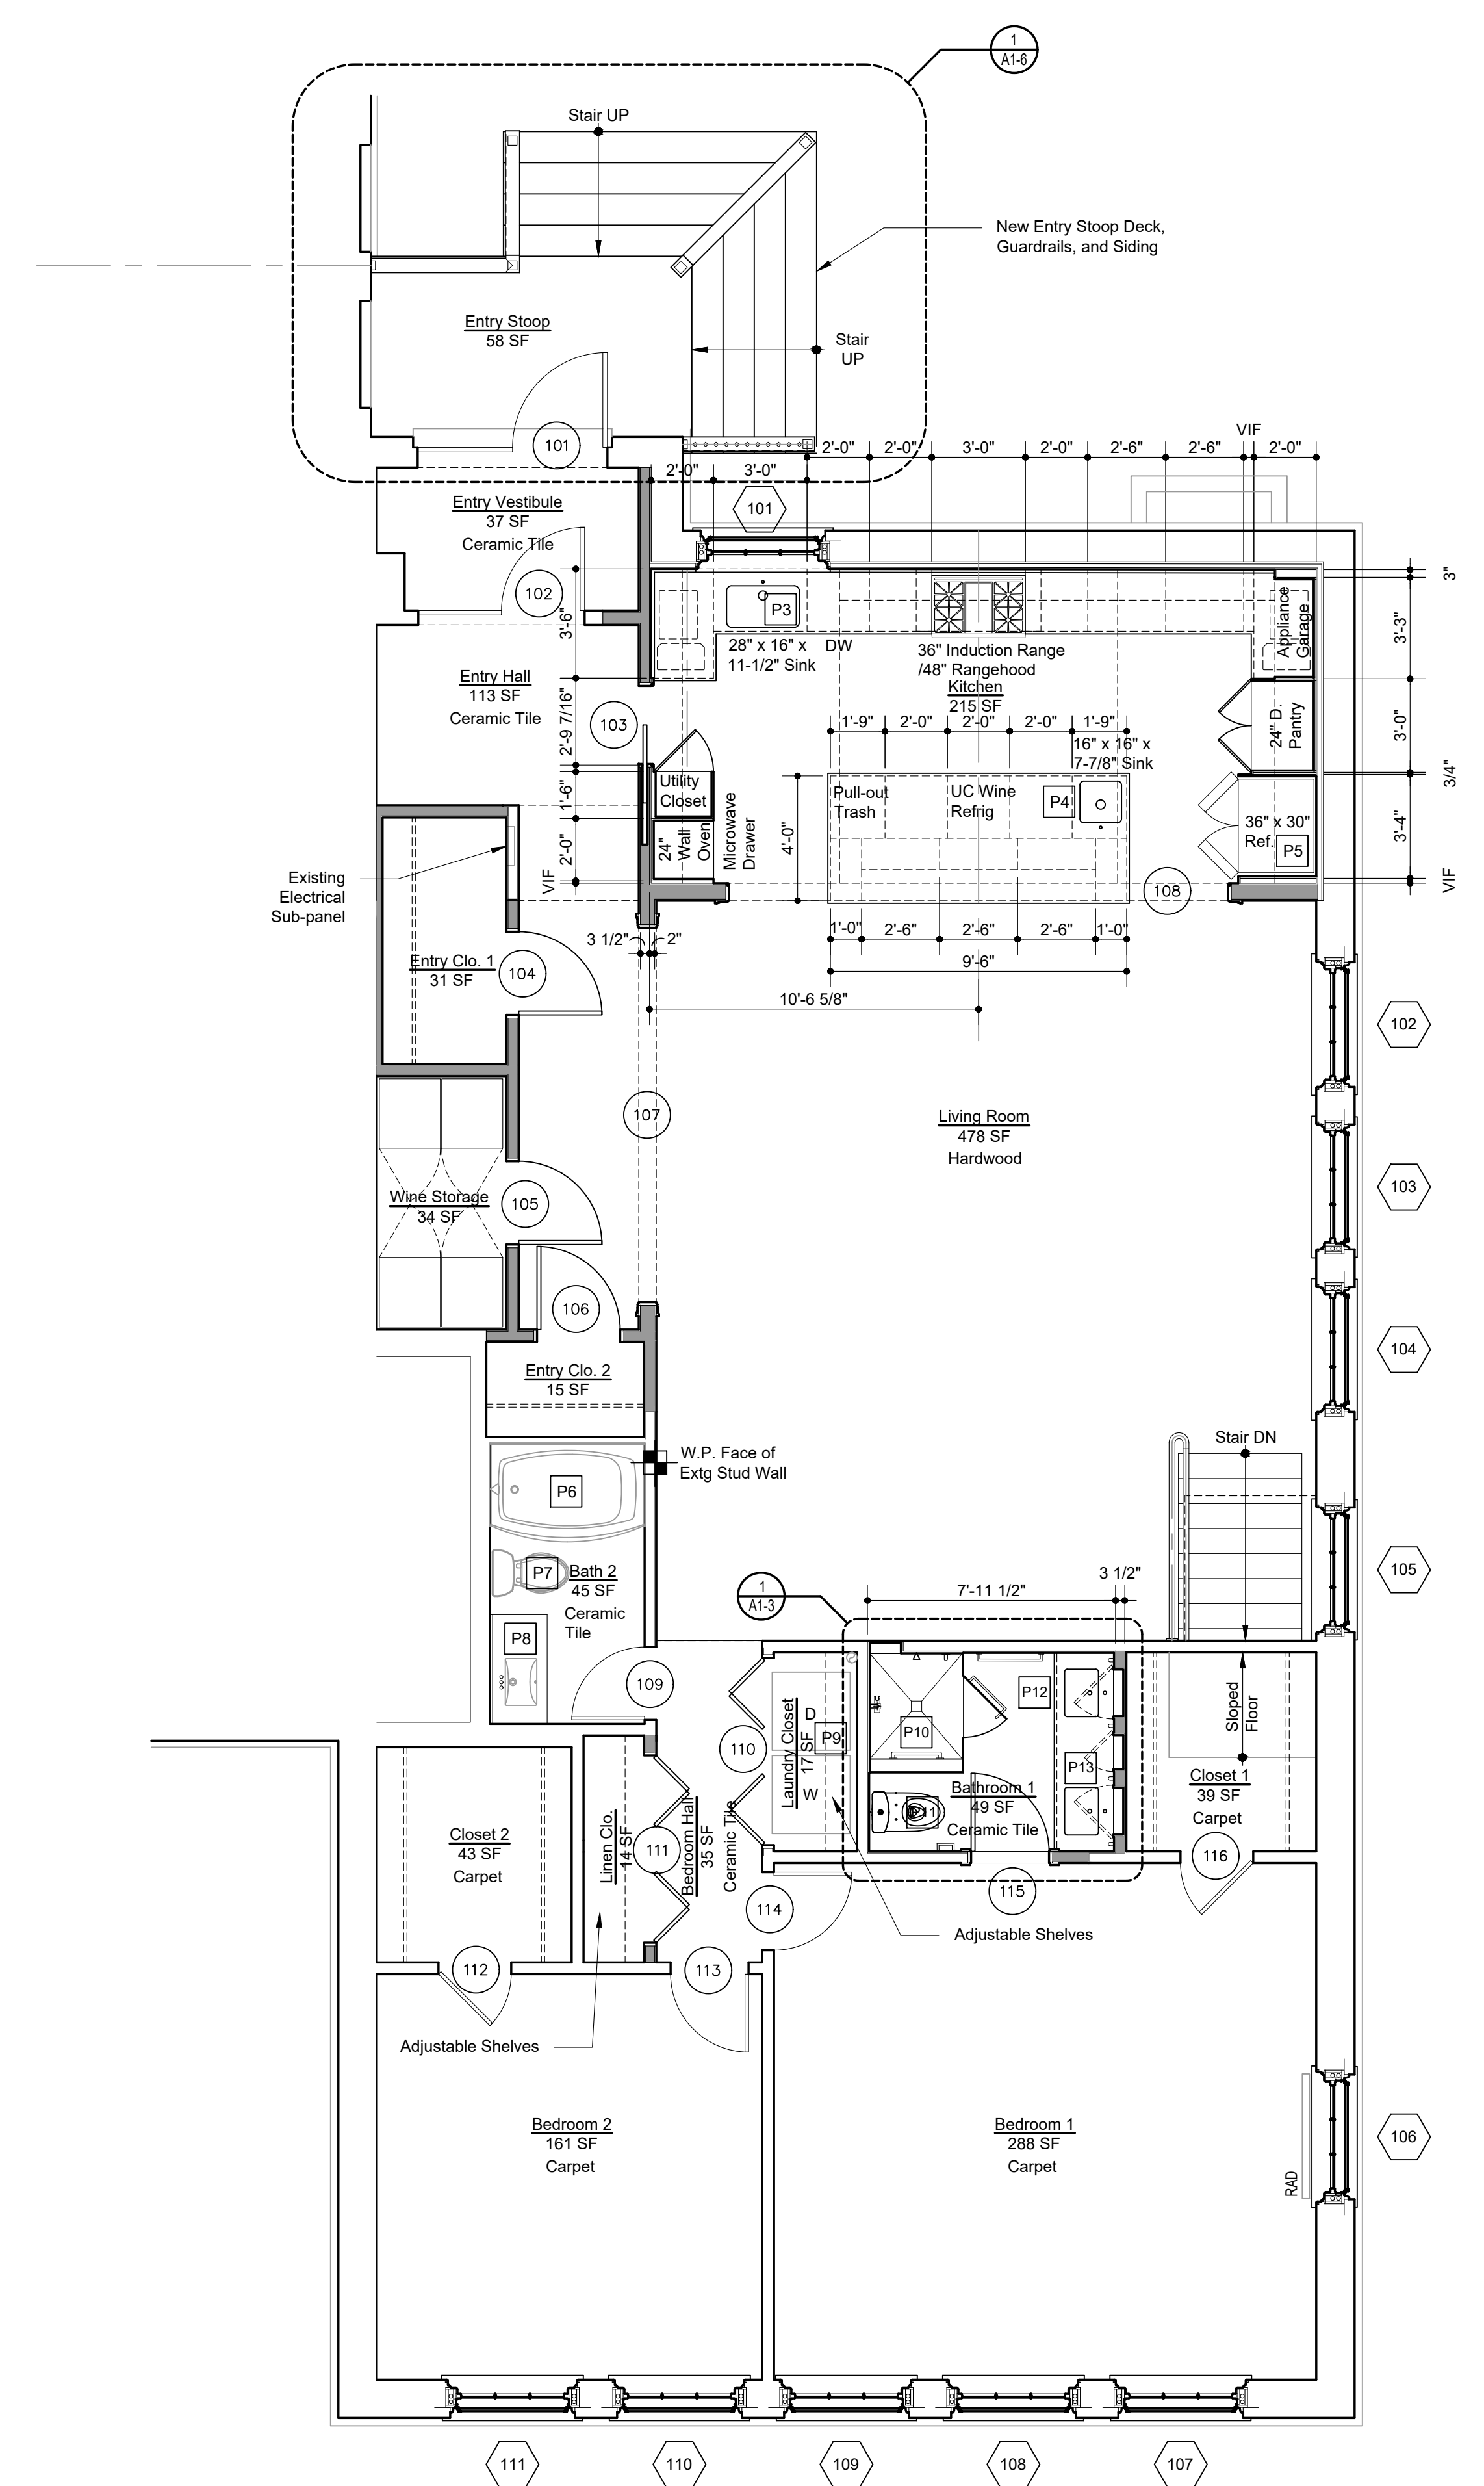 1
A1-6
Stair UP
New Entry Stoop Deck,
Guardrails, and Siding
Entry Stoop
58 SF
Stair
UP
101
VIF
2'-0" 2'-0" 3'-0" 2'-0" 2'-6" 2'-6" 2'-0"
2'-0" 3'-0"
101
Entry Vestibule
37 SF
Ceramic Tile
102
3'-6"
P3
28" x 16" x
11-1/2" Sink
DW
36" Induction Range
/48" Rangehood
Kitchen
215 SF
Appliance
Garage
3"
3'-3"
Entry Hall
113 SF
Ceramic Tile
103
2'-9 7/16"
1'-9" 2'-0" 2'-0" 2'-0" 1'-9"
16" x 16" x
7-7/8" Sink
24" D.
Pantry
3'-0"
3/4"
Utility
Closet
1'-6"
Pull-out
Trash
UC Wine
Refrig
P4
4'-0"
24"
Wall
Oven
Microwave
Drawer
2'-0"
VIF
36" x 30"
Ref.
P5
3'-4"
VIF
108
Existing
Electrical
Sub-panel
3 1/2" 2"
1'-0" 2'-6" 2'-6" 2'-6" 1'-0"
9'-6"
10'-6 5/8"
Entry Clo. 1
31 SF
104
102
107
Living Room
478 SF
Hardwood
103
Wine Storage
34 SF
105
106
104
Entry Clo. 2
15 SF
Stair DN
W.P. Face of
Extg Stud Wall
P6
105
P7
Bath 2
45 SF
Ceramic
Tile
P8
109
1
A1-3
7'-11 1/2"
3 1/2"
Laundry Closet
17 SF
D
P9
W
110
P10
P12
P13
P11
Bathroom 1
49 SF
Ceramic Tile
Sloped
Floor
Closet 1
39 SF
Carpet
116
Closet 2
43 SF
Carpet
Linen Clo.
14 SF
111
Bedroom Hall
35 SF
Ceramic Tile
114
115
Adjustable Shelves
112
113
Adjustable Shelves
Bedroom 2
161 SF
Carpet
Bedroom 1
288 SF
Carpet
RAD
106
111
110
109
108
107